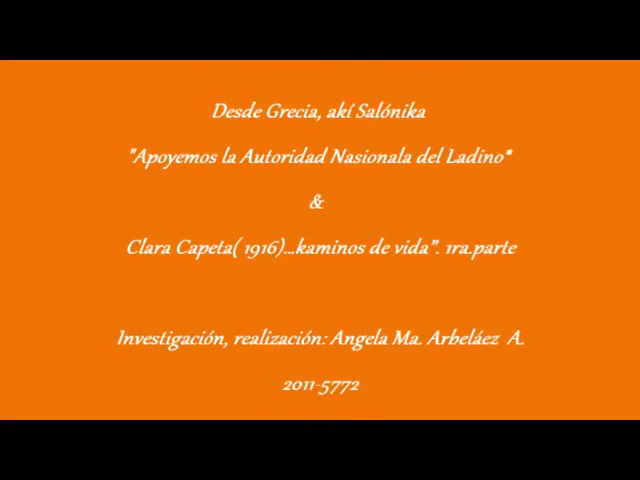 Desde Grecia, akí Salónika
"Apoyemos la Autoridad Nasionala del Ladino*
&
Clara Capeta( 1916)...kaminos de vida". 1ra.parte
Investigación, realización: Angela Ma. Arbeláez A.
2011-5772